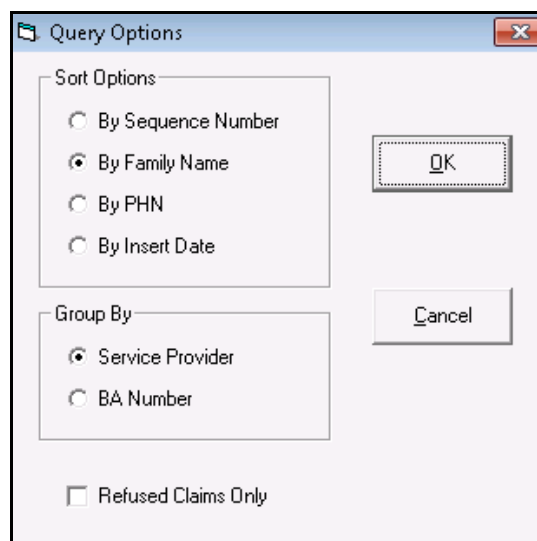 Query Options
Sort Options
By Sequence Number
By Family Name
By PHN
By Insert Date
OK
Group By
Service Provider
BA Number
Cancel
Refused Claims Only